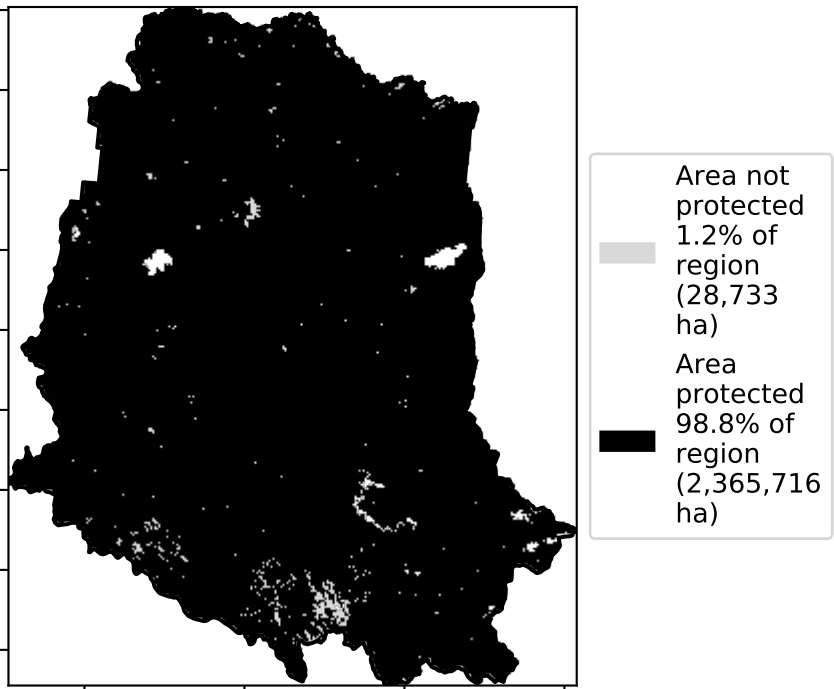 Area not
protected
1.2% of
region
(28,733
ha)
Area
protected
98.8% of
region
(2,365,716
ha)